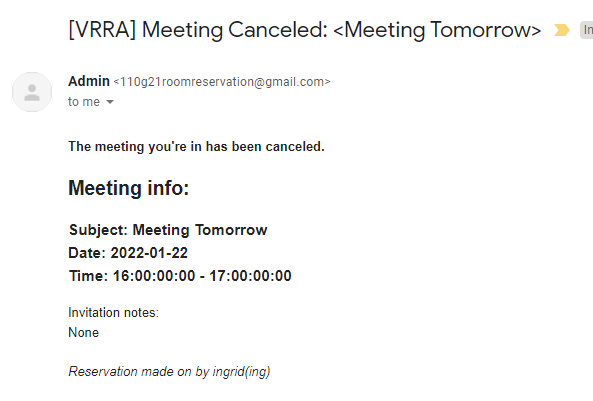 [VRRA] Meeting Canceled: <Meeting Tomorrow>
Admin <110g21roomreservation@gmail.com>
to me
The meeting you're in has been canceled.
Meeting info:
Subject: Meeting Tomorrow
Date: 2022-01-22
Time: 16:00:00:00 - 17:00:00:00
Invitation notes:
None
Reservation made on by ingrid(ing)